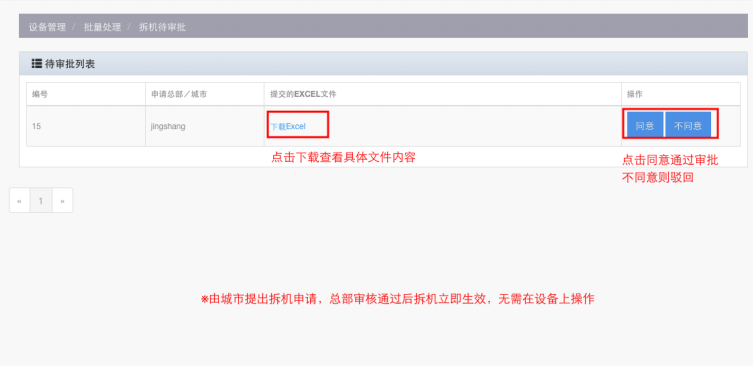 设备管理 / 批量处理 / 拆机待审批
待审批列表
编号 申请总部／城市 提交的EXCEL文件 操作
15 jingshang 下载Excel 同意 不同意
点击下载查看具体文件内容
点击同意通过审批
不同意则驳回
« 1 »
※由城市提出拆机申请，总部审核通过后拆机立即生效，无需在设备上操作